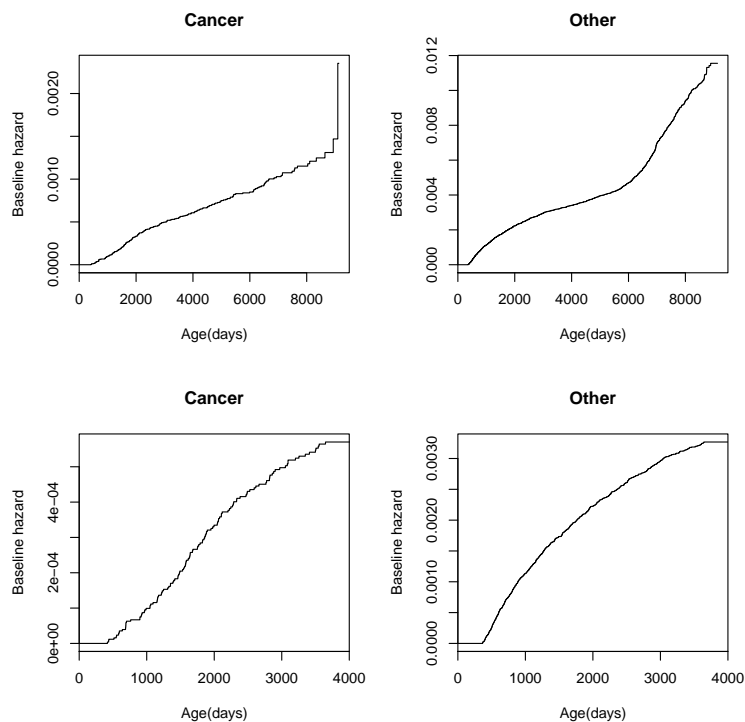 Cancer
Baseline hazard
0.0000
0.0010
0.0020
0
2000
4000
6000
8000
Age(days)
Other
Baseline hazard
0.000
0.004
0.008
0.012
0
2000
4000
6000
8000
Age(days)
Cancer
Baseline hazard
0e+00
2e−04
4e−04
0
1000
2000
3000
4000
Age(days)
Other
Baseline hazard
0.0000
0.0010
0.0020
0.0030
0
1000
2000
3000
4000
Age(days)